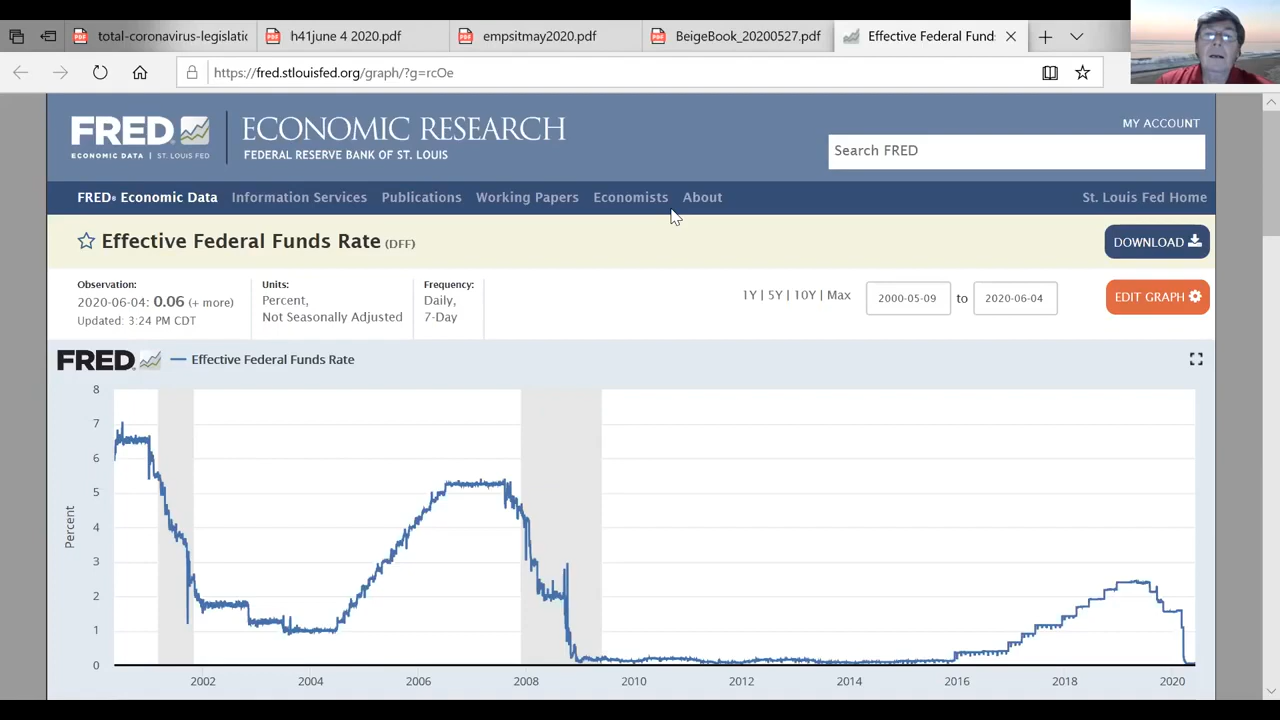 total-coronavirus-legislatio
h41june 4 2020.pdf
empsitmay2020.pdf
BeigeBook_20200527.pdf
Effective Federal Funds
https://fred.stlouisfed.org/graph/?g=rcOe
FRED
ECONOMIC DATA | ST. LOUIS FED
ECONOMIC RESEARCH
FEDERAL RESERVE BANK OF ST. LOUIS
MY ACCOUNT
Search FRED
FRED® Economic Data Information Services Publications Working Papers Economists About St. Louis Fed Home
Effective Federal Funds Rate (DFF)
DOWNLOAD
Observation:
2020-06-04: 0.06 (+ more)
Updated: 3:24 PM CDT
Units:
Percent,
Not Seasonally Adjusted
Frequency:
Daily,
7-Day
1Y | 5Y | 10Y | Max 2000-05-09 to 2020-06-04
EDIT GRAPH
FRED Effective Federal Funds Rate
Percent
8
7
6
5
4
3
2
1
0
2002 2004 2006 2008 2010 2012 2014 2016 2018 2020
PDF
PDF
PDF
PDF